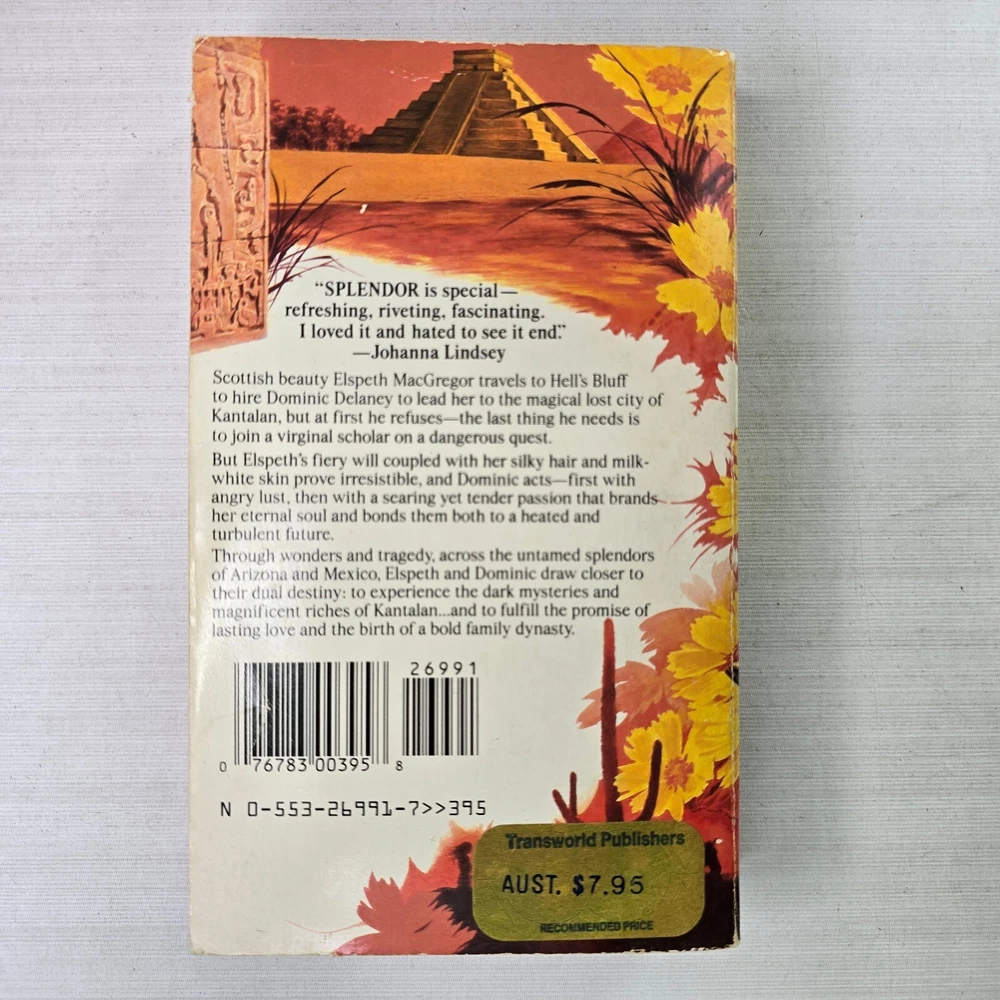 “SPLENDOR is special—
refreshing, riveting, fascinating.
I loved it and hated to see it end.”
—Johanna Lindsey
Scottish beauty Elspeth MacGregor travels to Hell's Bluff
to hire Dominic Delaney to lead her to the magical lost city of
Kantalan, but at first he refuses—the last thing he needs is
to join a virginal scholar on a dangerous quest.
But Elspeth's fiery will coupled with her silky hair and milk-
white skin prove irresistible, and Dominic acts—first with
angry lust, then with a searing yet tender passion that brands
her eternal soul and bonds them both to a heated and
turbulent future.
Through wonders and tragedy, across the untamed splendors
of Arizona and Mexico, Elspeth and Dominic draw closer to
their dual destiny: to experience the dark mysteries and
magnificent riches of Kantalan...and to fulfill the promise of
lasting love and the birth of a bold family dynasty.
26991
0 76783 00395 8
N 0-553-26991-7>>395
Transworld Publishers
AUST. $7.95
RECOMMENDED PRICE